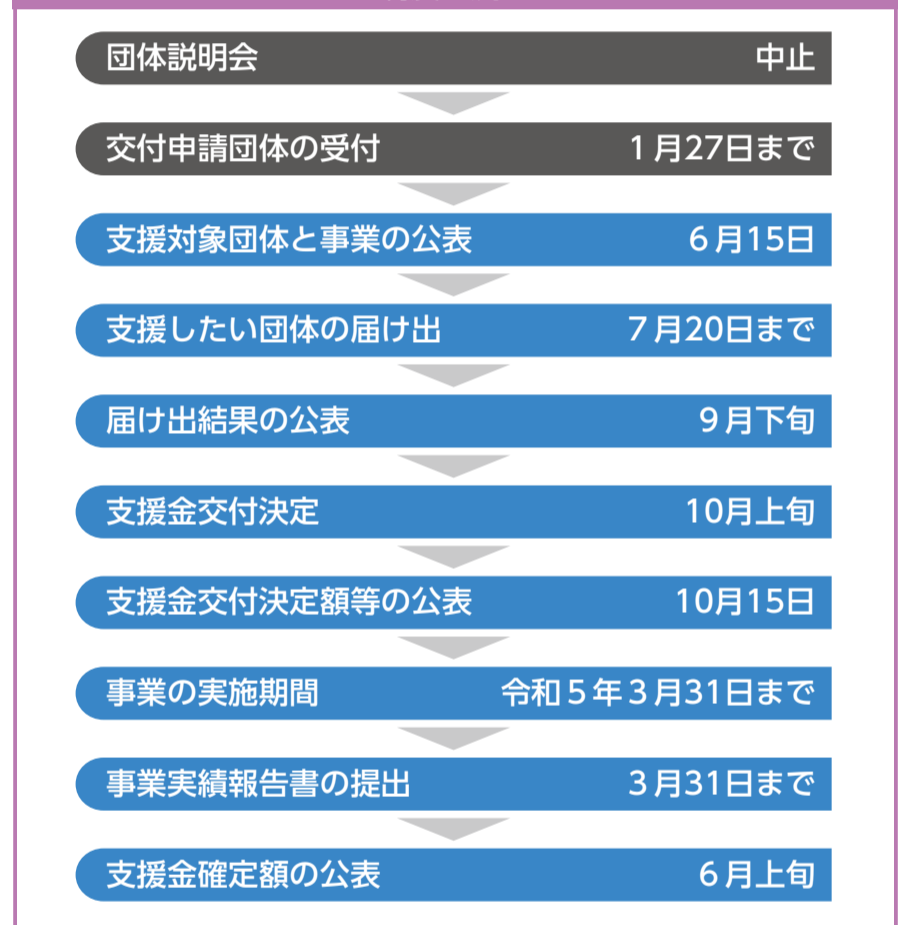 団体説明会 中止
交付申請団体の受付 1月27日まで
支援対象団体と事業の公表 6月15日
支援したい団体の届け出 7月20日まで
届け出結果の公表 9月下旬
支援金交付決定 10月上旬
支援金交付決定額等の公表 10月15日
事業の実施期間 令和5年3月31日まで
事業実績報告書の提出 3月31日まで
支援金確定額の公表 6月上旬